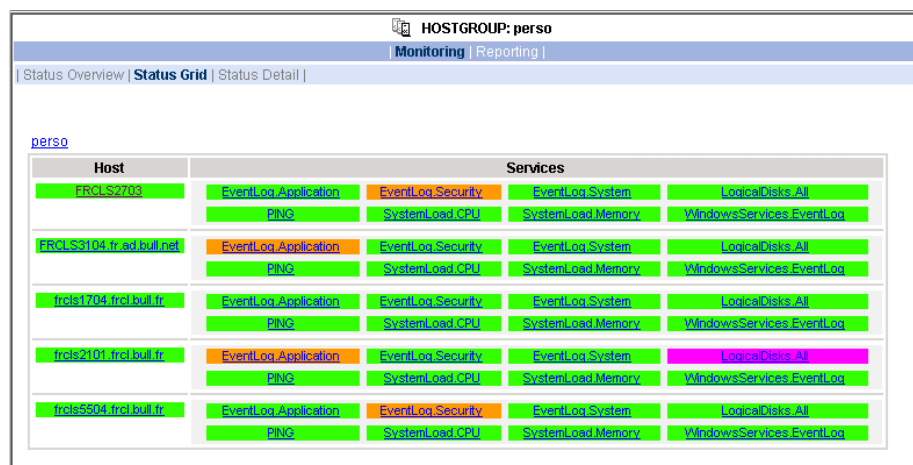 HOSTGROUP: perso
| Monitoring | Reporting |
| Status Overview | Status Grid | Status Detail |
perso
Host Services
FRCLS2703 EventLog.Application EventLog.Security EventLog.System LogicalDisks.All
PING SystemLoad.CPU SystemLoad.Memory WindowsServices.EventLog
FRCLS3104.fr.ad.bull.net EventLog.Application EventLog.Security EventLog.System LogicalDisks.All
PING SystemLoad.CPU SystemLoad.Memory WindowsServices.EventLog
frcls1704.frcl.bull.fr EventLog.Application EventLog.Security EventLog.System LogicalDisks.All
PING SystemLoad.CPU SystemLoad.Memory WindowsServices.EventLog
frcls2101.frcl.bull.fr EventLog.Application EventLog.Security EventLog.System LogicalDisks.All
PING SystemLoad.CPU SystemLoad.Memory WindowsServices.EventLog
frcls5504.frcl.bull.fr EventLog.Application EventLog.Security EventLog.System LogicalDisks.All
PING SystemLoad.CPU SystemLoad.Memory WindowsServices.EventLog